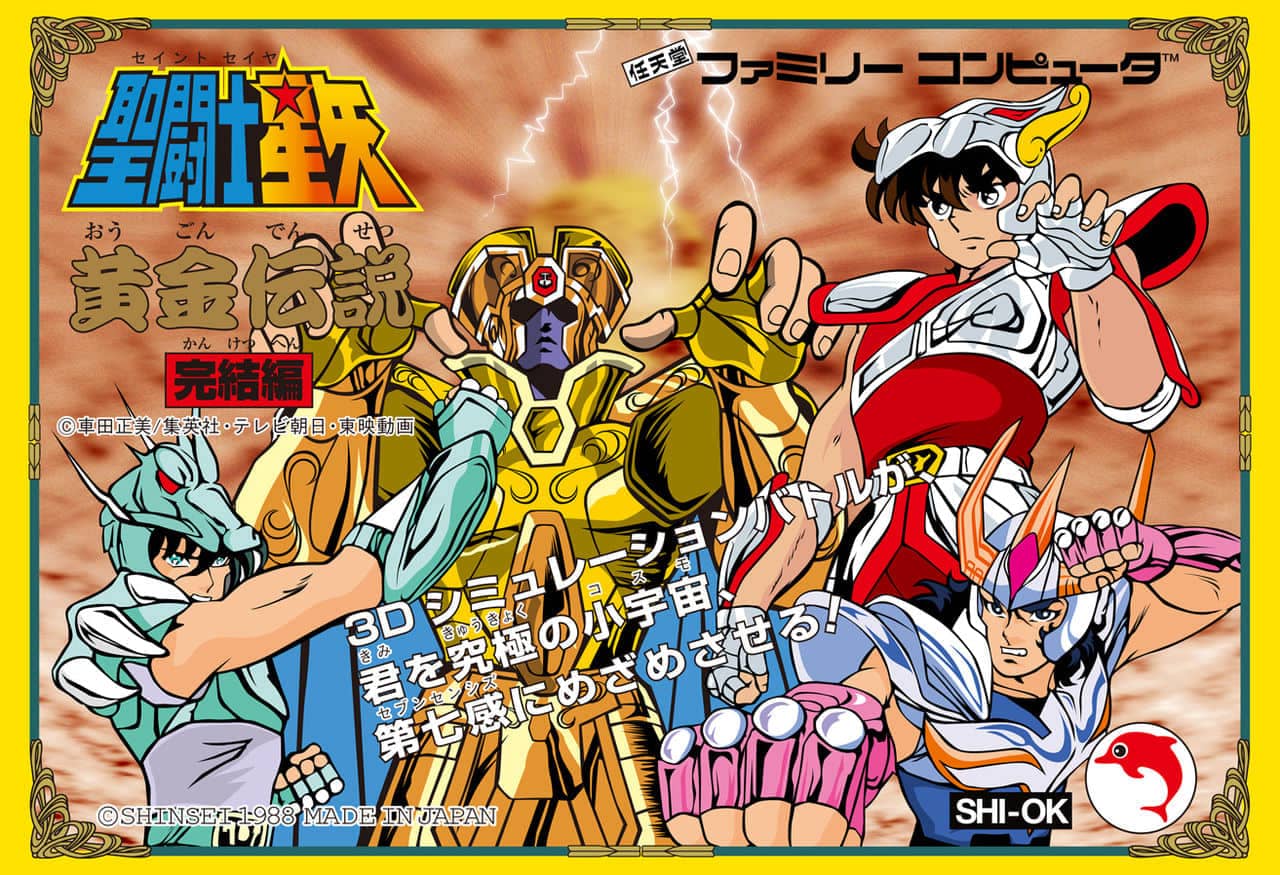 セイント セイヤ
聖闘士星矢
おう ごん でん せつ
黄金伝説
かん けつ へん
完結編
©車田正美/集英社・テレビ朝日・東映動画
任天堂 ファミリー コンピュータ™
3Dシミュレーションバトルが、
きみ きゅうきょく コスモ
君を究極の小宇宙、
セブンセンシズ
第七感にめざめさせる!
©SHINSEI 1988 MADE IN JAPAN
SHI-OK